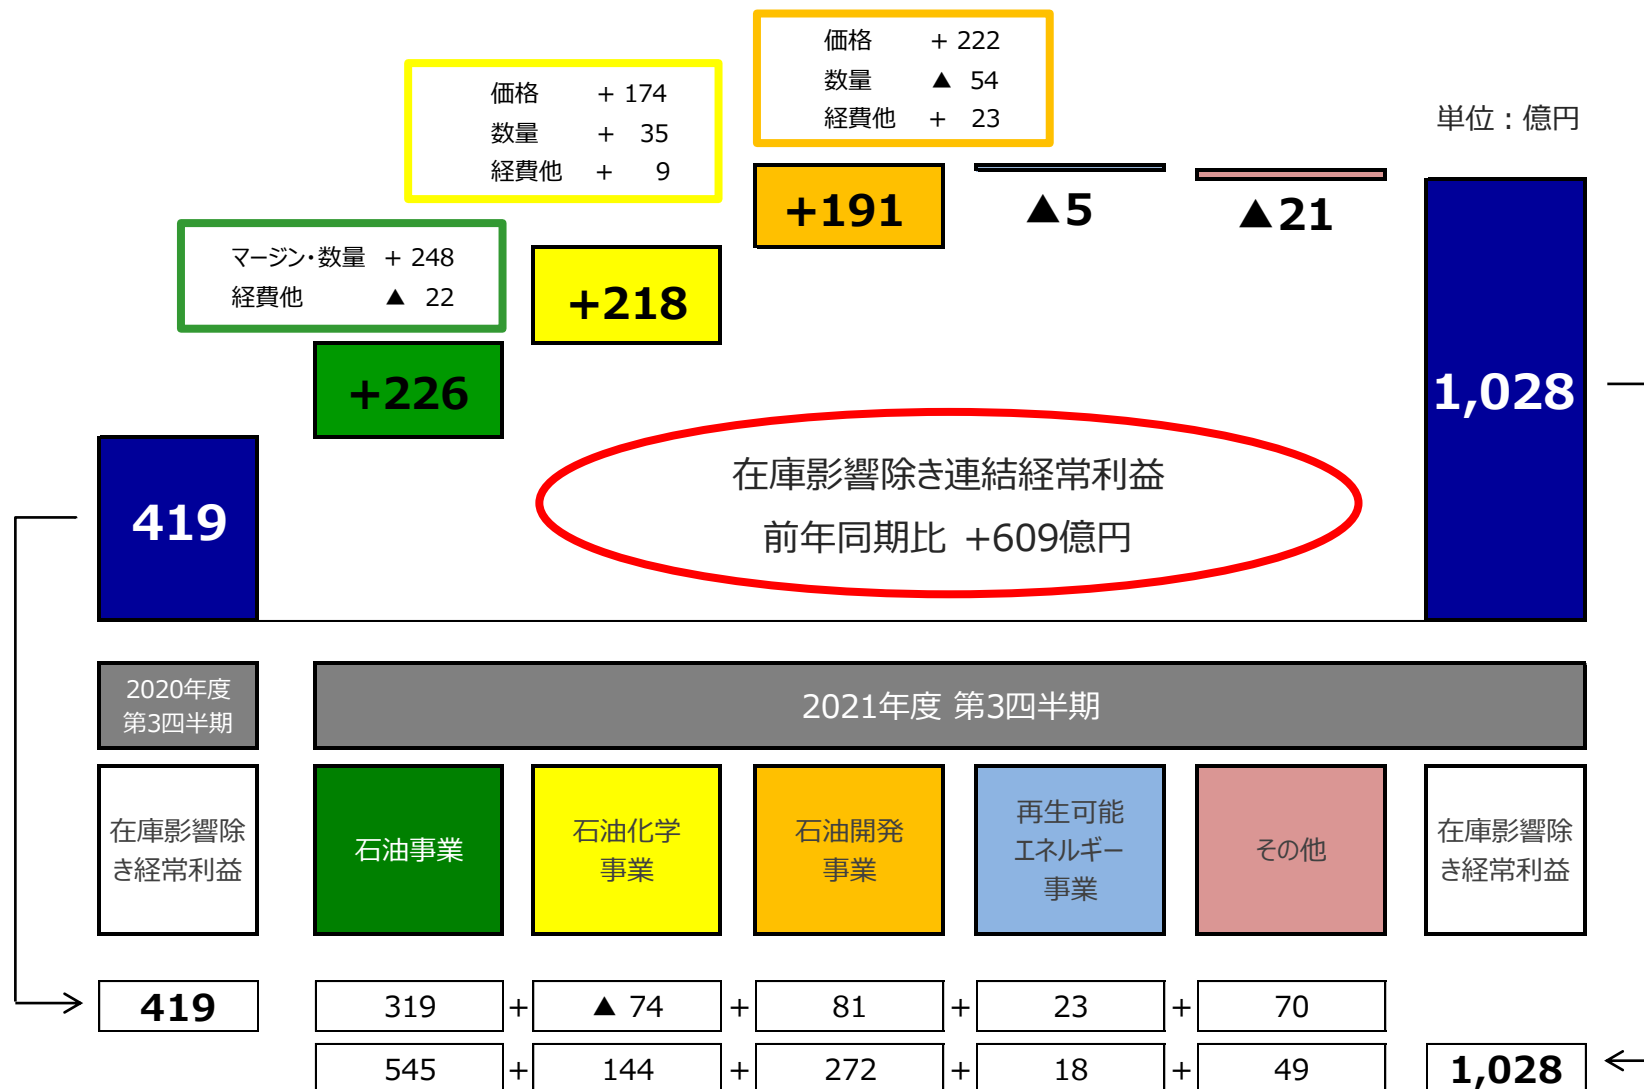 価格 + 222
数量 ▲ 54
経費他 + 23
価格 + 174
数量 + 35
経費他 + 9
単位：億円
マージン・数量 + 248
経費他 ▲ 22
+191
▲5
▲21
+218
+226
1,028
419
在庫影響除き連結経常利益
前年同期比 +609億円
2020年度
第3四半期
2021年度 第3四半期
在庫影響除
き経常利益
石油事業
石油化学
事業
石油開発
事業
再生可能
エネルギー
事業
その他
在庫影響除
き経常利益
419 319 + ▲ 74 + 81 + 23 + 70
545 + 144 + 272 + 18 + 49 1,028